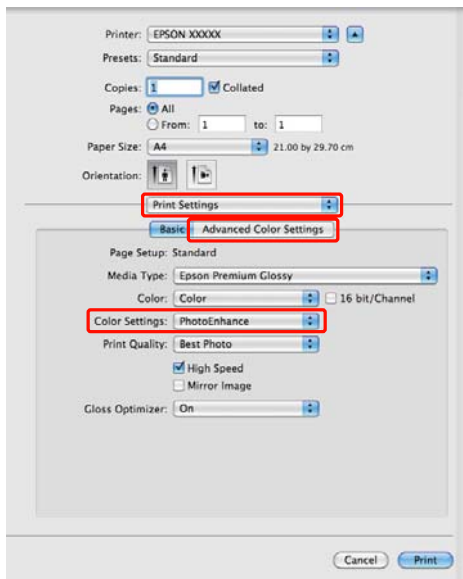 Printer: EPSON XXXXX
Presets: Standard
Copies: 1 Collated
Pages: All
From: 1 to: 1
Paper Size: A4 21.00 by 29.70 cm
Orientation:
Print Settings
Basic Advanced Color Settings
Page Setup: Standard
Media Type: Epson Premium Glossy
Color: Color 16 bit/Channel
Color Settings: PhotoEnhance
Print Quality: Best Photo
High Speed
Mirror Image
Gloss Optimizer: On
Cancel Print